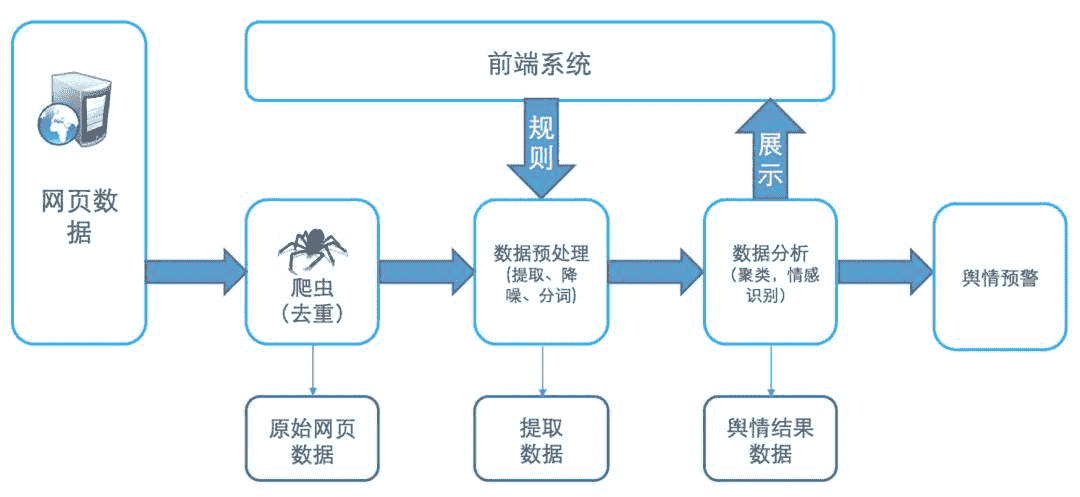 前端系统
网页数
据
规
则
展
示
爬虫
（去重）
数据预处理
(提取、降
噪、分词)
数据分析
（聚类，情感
识别）
舆情预警
原始网页
数据
提取
数据
舆情结果
数据